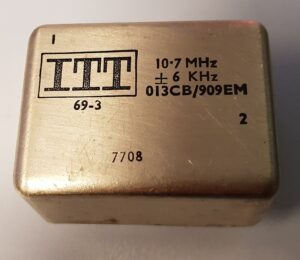 1
ITT
10·7 MHz
± 6 KHz
69-3
013CB/909EM
2
7708